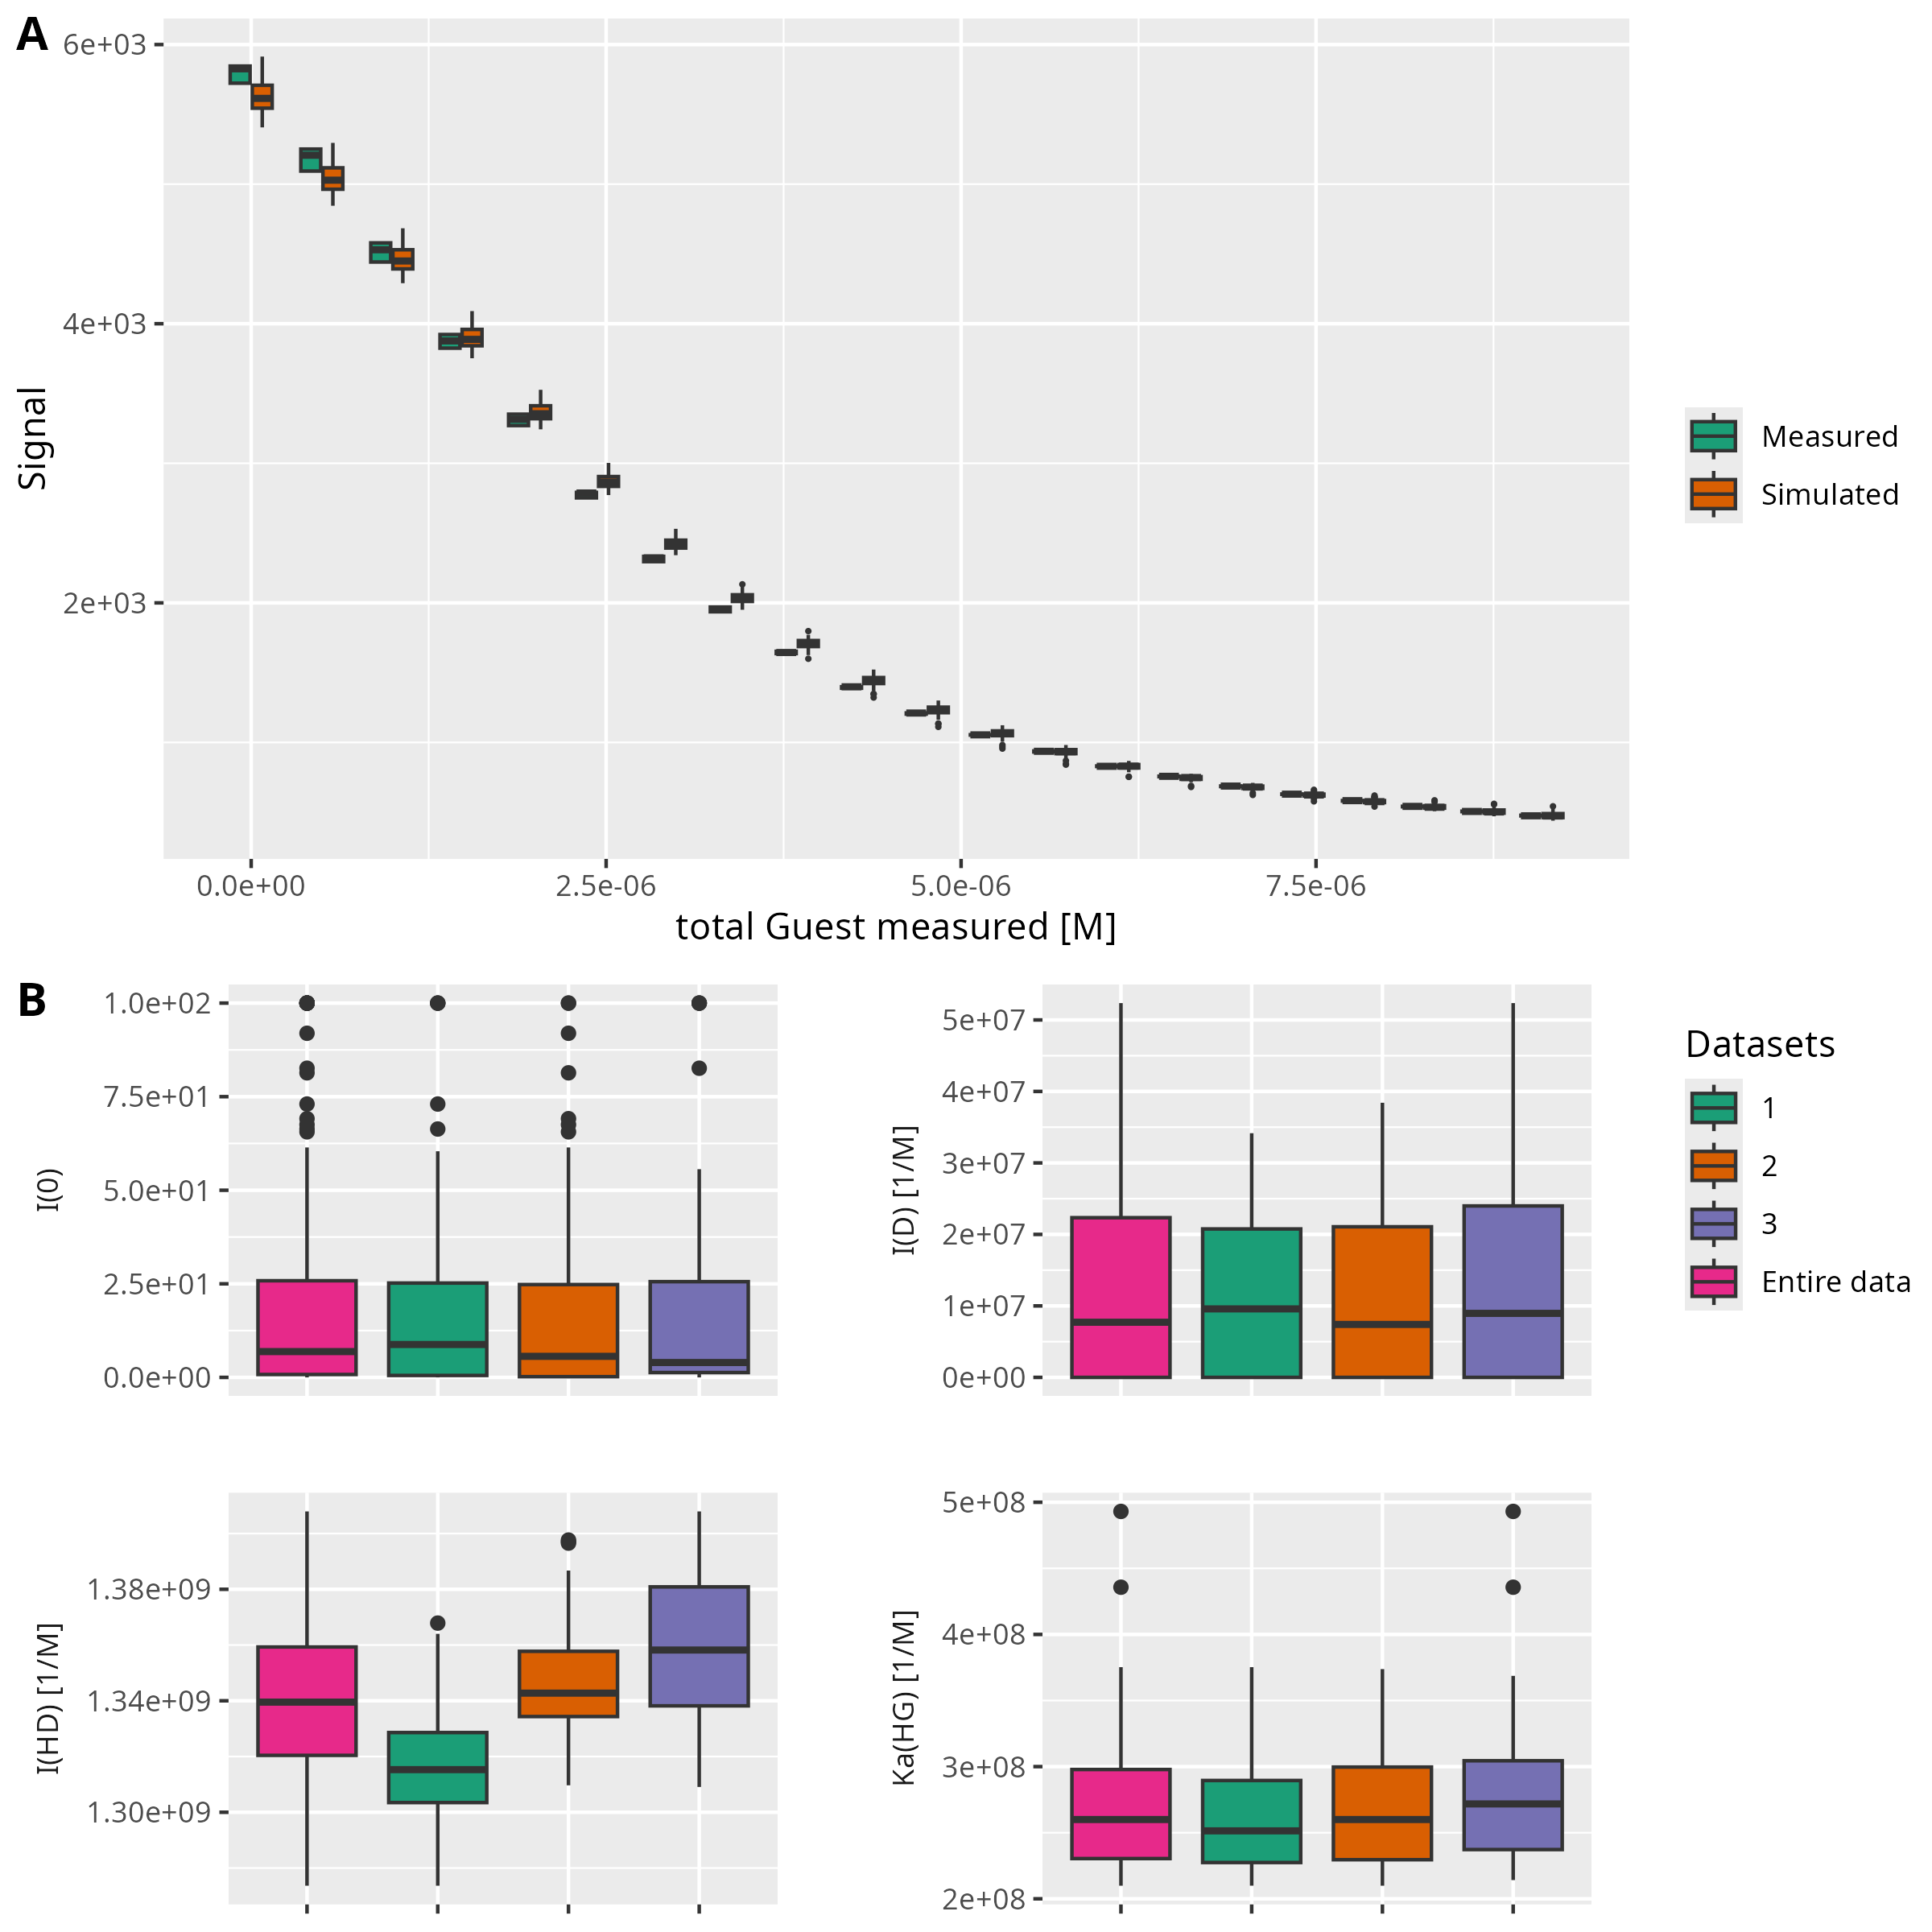 A
6e+03
4e+03
2e+03
Signal
0.0e+00 2.5e-06 5.0e-06 7.5e-06
total Guest measured [M]
Measured
Simulated
B
1.0e+02
7.5e+01
5.0e+01
2.5e+01
0.0e+00
I(0)
5e+07
4e+07
3e+07
2e+07
1e+07
0e+00
I(D) [1/M]
Datasets
1
2
3
Entire data
1.38e+09
1.34e+09
1.30e+09
I(HD) [1/M]
5e+08
4e+08
3e+08
2e+08
Ka(HG) [1/M]